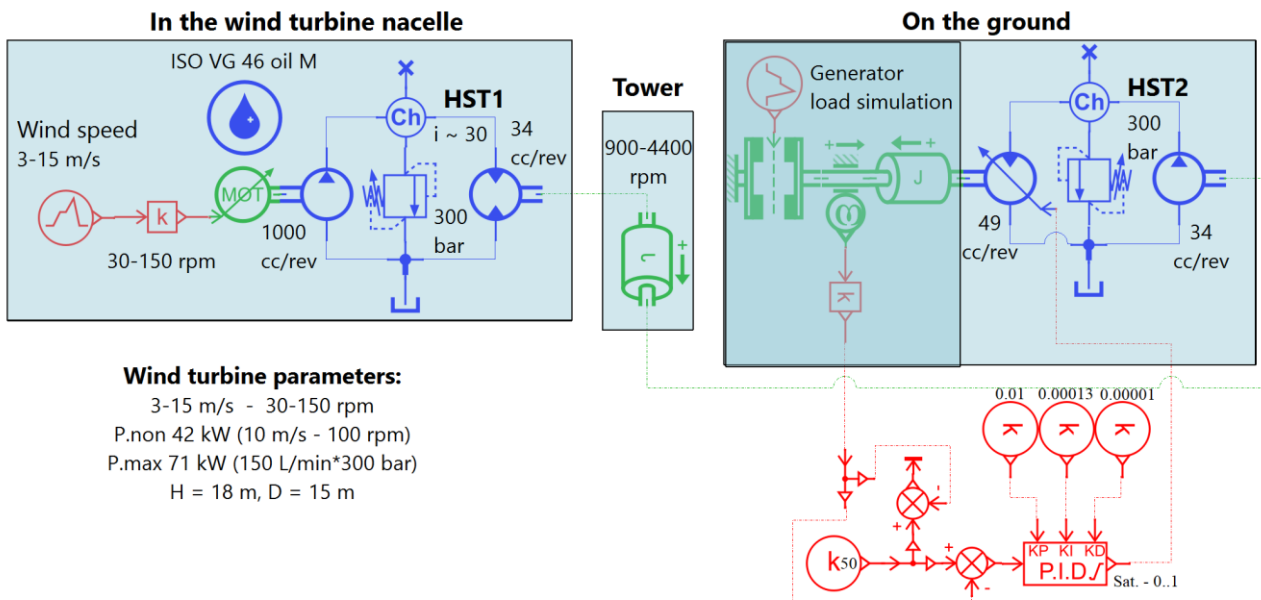 In the wind turbine nacelle
On the ground
ISO VG 46 oil M
HST1
Wind speed
3-15 m/s
Ch
i ~ 30
34
cc/rev
MOT
k
30-150 rpm
1000
cc/rev
300
bar
Tower
900-4400
rpm
Generator
load simulation
J
ω
k
HST2
Ch
300
bar
49
cc/rev
34
cc/rev
Wind turbine parameters:
3-15 m/s - 30-150 rpm
P.non 42 kW (10 m/s - 100 rpm)
P.max 71 kW (150 L/min*300 bar)
H = 18 m, D = 15 m
0.01 0.00013 0.00001
k k k
k50
KP KI KD
P.I.D
Sat. - 0..1